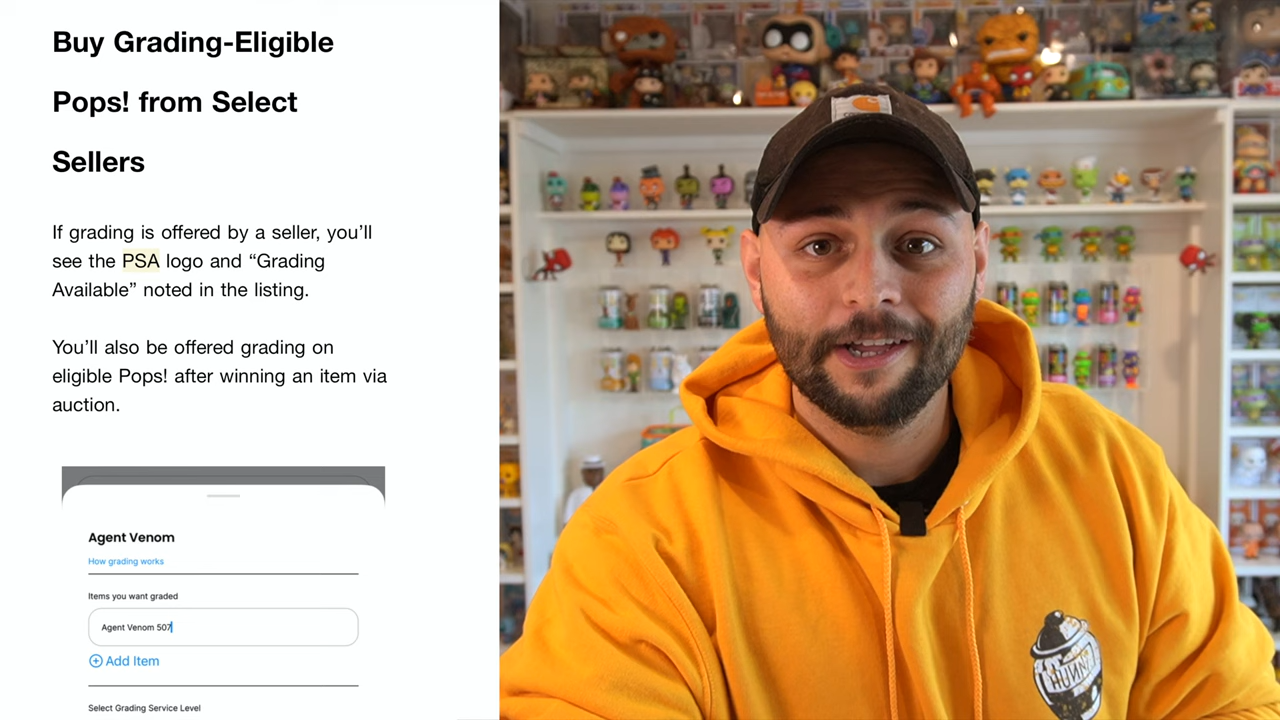 Buy Grading-Eligible
Pops! from Select
Sellers
If grading is offered by a seller, you’ll
see the PSA logo and “Grading
Available” noted in the listing.
You’ll also be offered grading on
eligible Pops! after winning an item via
auction.
Agent Venom
How grading works
Items you want graded
Agent Venom 507
Add Item
Select Grading Service Level
HUNNY